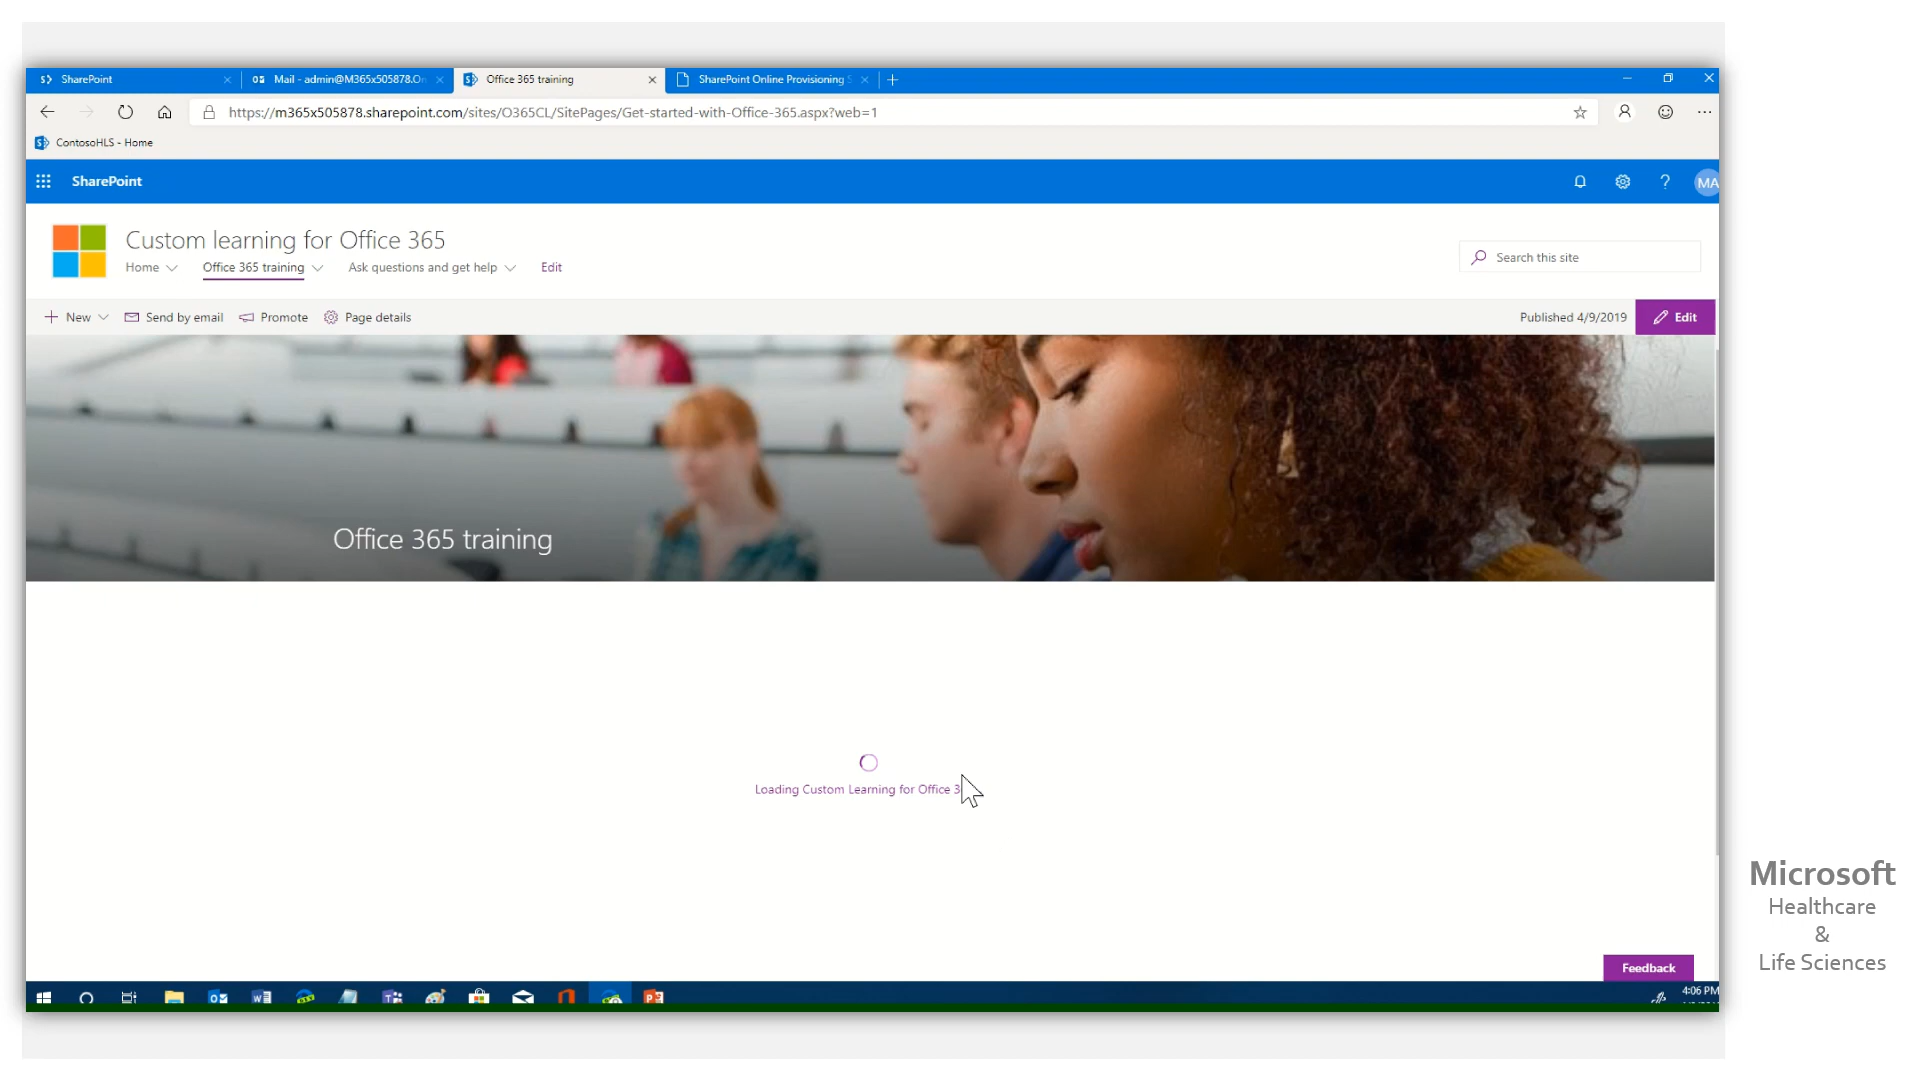 SharePoint
Mail - admin@M365x505878.On
Office 365 training
SharePoint Online Provisioning S
https://m365x505878.sharepoint.com/sites/O365CL/SitePages/Get-started-with-Office-365.aspx?web=1
ContosoHLS - Home
SharePoint
MA
Custom learning for Office 365
Home
Office 365 training
Ask questions and get help
Edit
Search this site
New
Send by email
Promote
Page details
Published 4/9/2019
Edit
Office 365 training
Loading Custom Learning for Office 3
Feedback
4:06 PM
Microsoft
Healthcare
&
Life Sciences